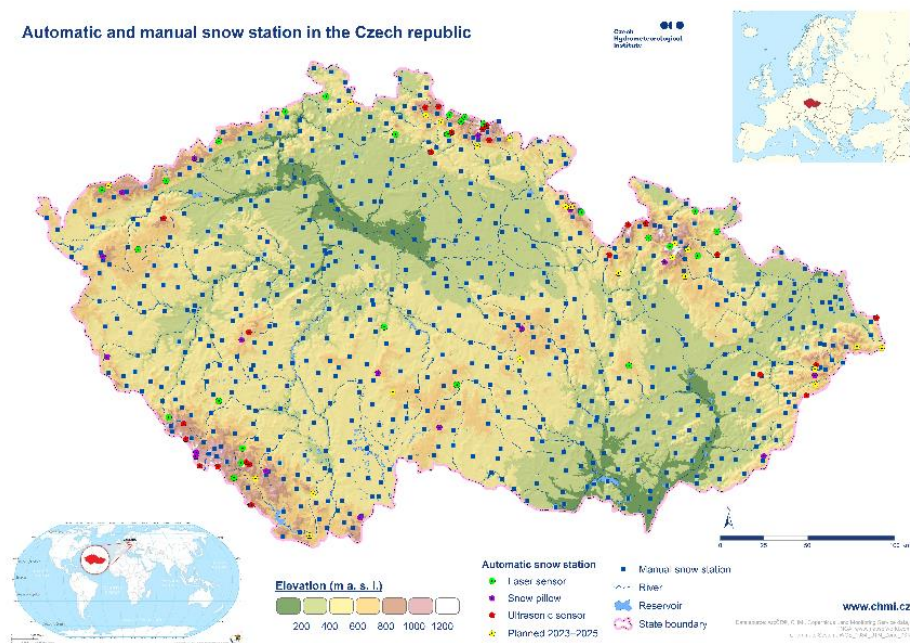 Automatic and manual snow station in the Czech republic
Czech
Hydrometeorological
Institute
Elevation (m a. s. l.)
200 400 600 800 1000 1200
Automatic snow station
Laser sensor
Snow pillow
Ultrasonic sensor
Planned 2023–2025
Manual snow station
River
Reservoir
State boundary
0 25 50 100 km
www.chmi.cz